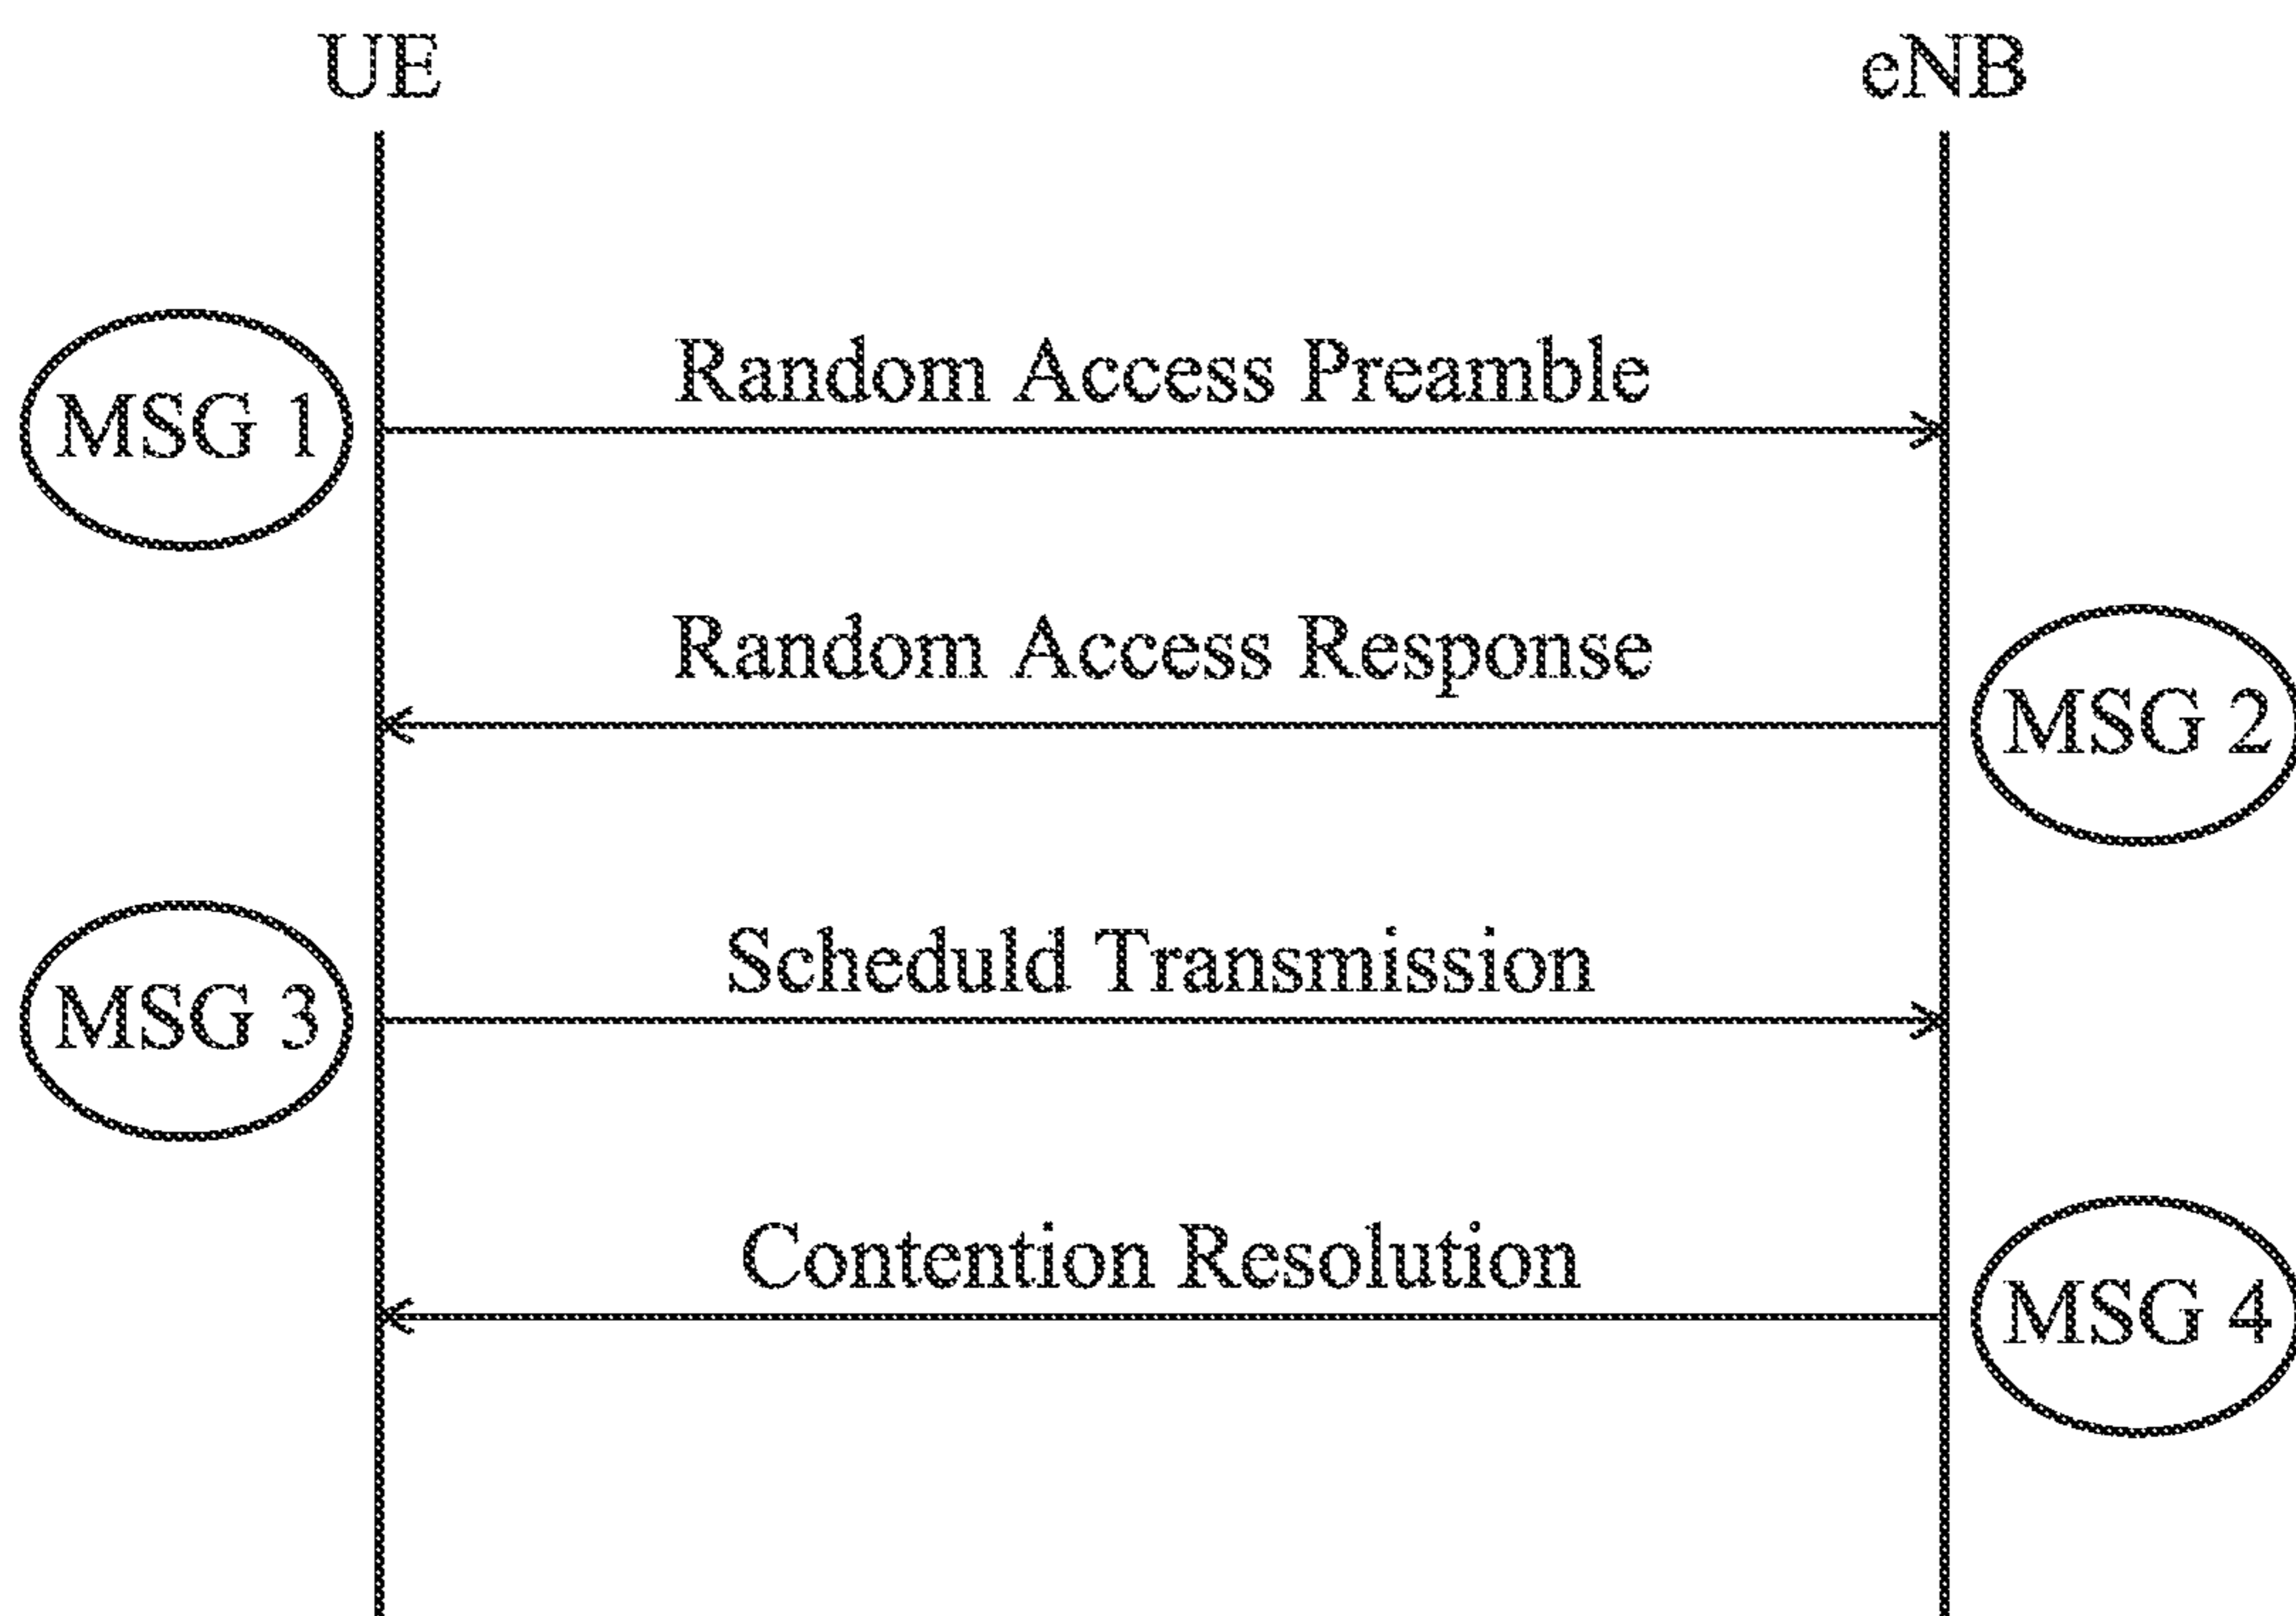 UE
eNB
Random Access Preamble
MSG 1
Random Access Response
MSG 2
Scheduld Transmission
MSG 3
Contention Resolution
MSG 4